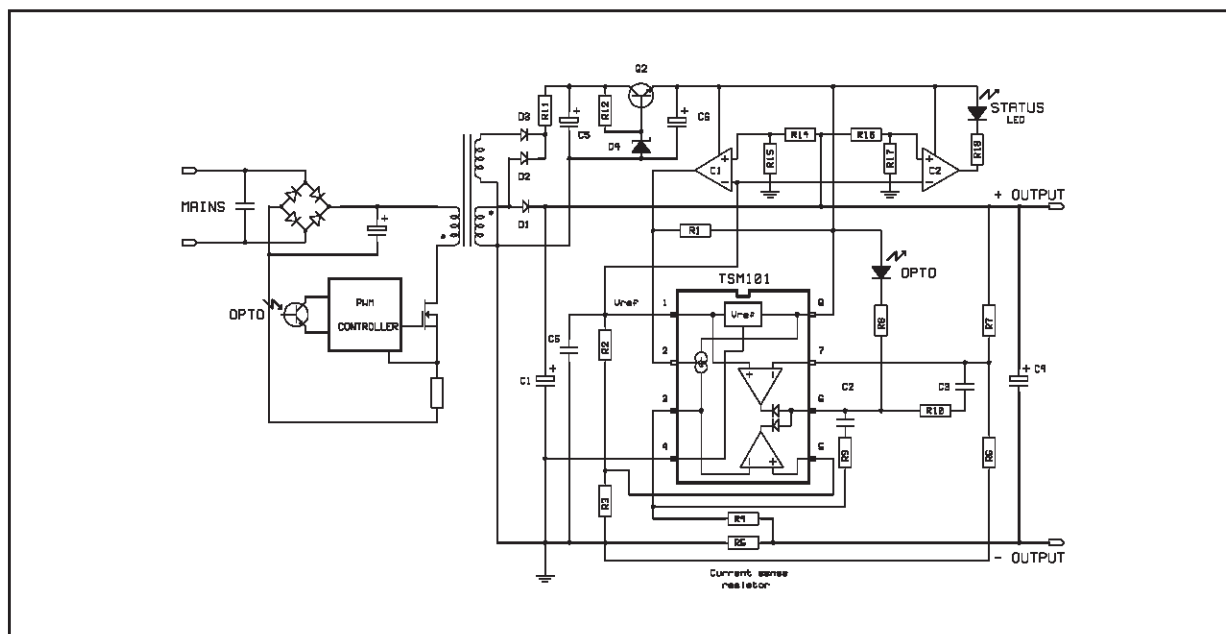 Q2
+
+
R11
R12
C5
C6
D3
D4
D2
STATUS
LED
R18
R14
R16
R15
R17
+
-
C1
+
-
C2
MAINS
+
D1
+ OUTPUT
R1
OPTO
TSM101
Vref
1
Vref
8
R8
R7
OPTO
PWM
CONTROLLER
C5
R2
2
7
+
-
C1
+
C2
C3
+
C4
3
6
R10
4
5
-
+
R9
R6
R3
R4
R5
- OUTPUT
Current sense
resistor